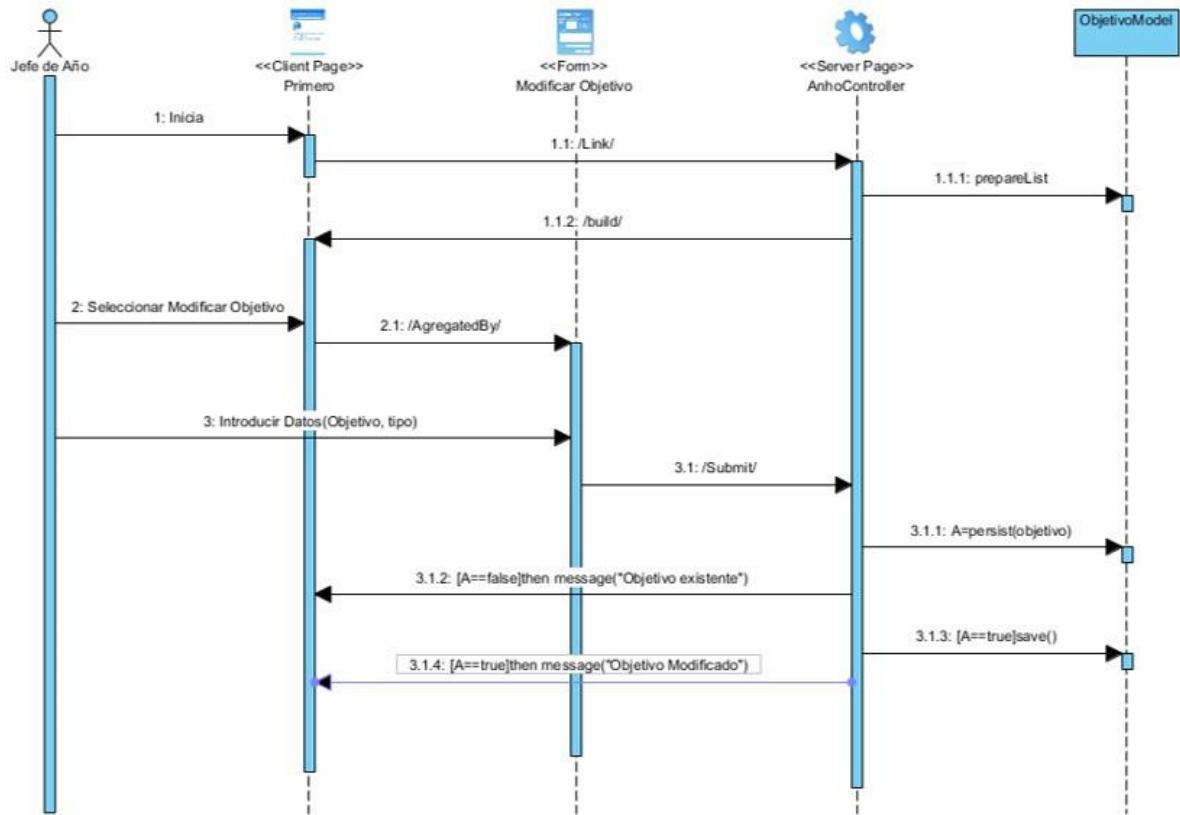 ObjetivoModel
Jefe de Año
<<Client Page>>
Primero
<<Form>>
Modificar Objetivo
<<Server Page>>
AnhoController
1: Inicia
1.1: /Link/
1.1.1: prepareList
1.1.2: /build/
2: Seleccionar Modificar Objetivo
2.1: /AgregatedBy/
3: Introducir Datos(Objetivo, tipo)
3.1: /Submit/
3.1.1: A=persist(objetivo)
3.1.2: [A==false]then message("Objetivo existente")
3.1.3: [A==true]save()
3.1.4: [A==true]then message("Objetivo Modificado")